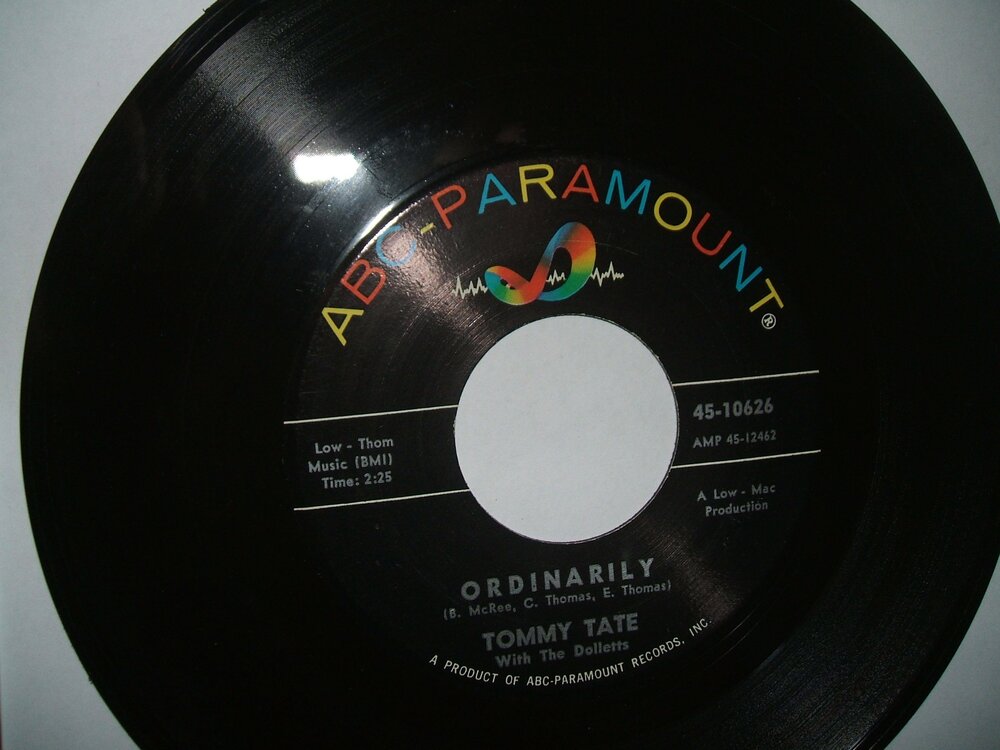 ABC-PARAMOUNT®
Low - Thom
Music (BMI)
Time: 2:25
45-10626
AMP 45-12462
A Low - Mac
Production
ORDINARILY
(B. McRee, C. Thomas, E. Thomas)
TOMMY TATE
With The Dolletts
A PRODUCT OF ABC-PARAMOUNT RECORDS, INC.